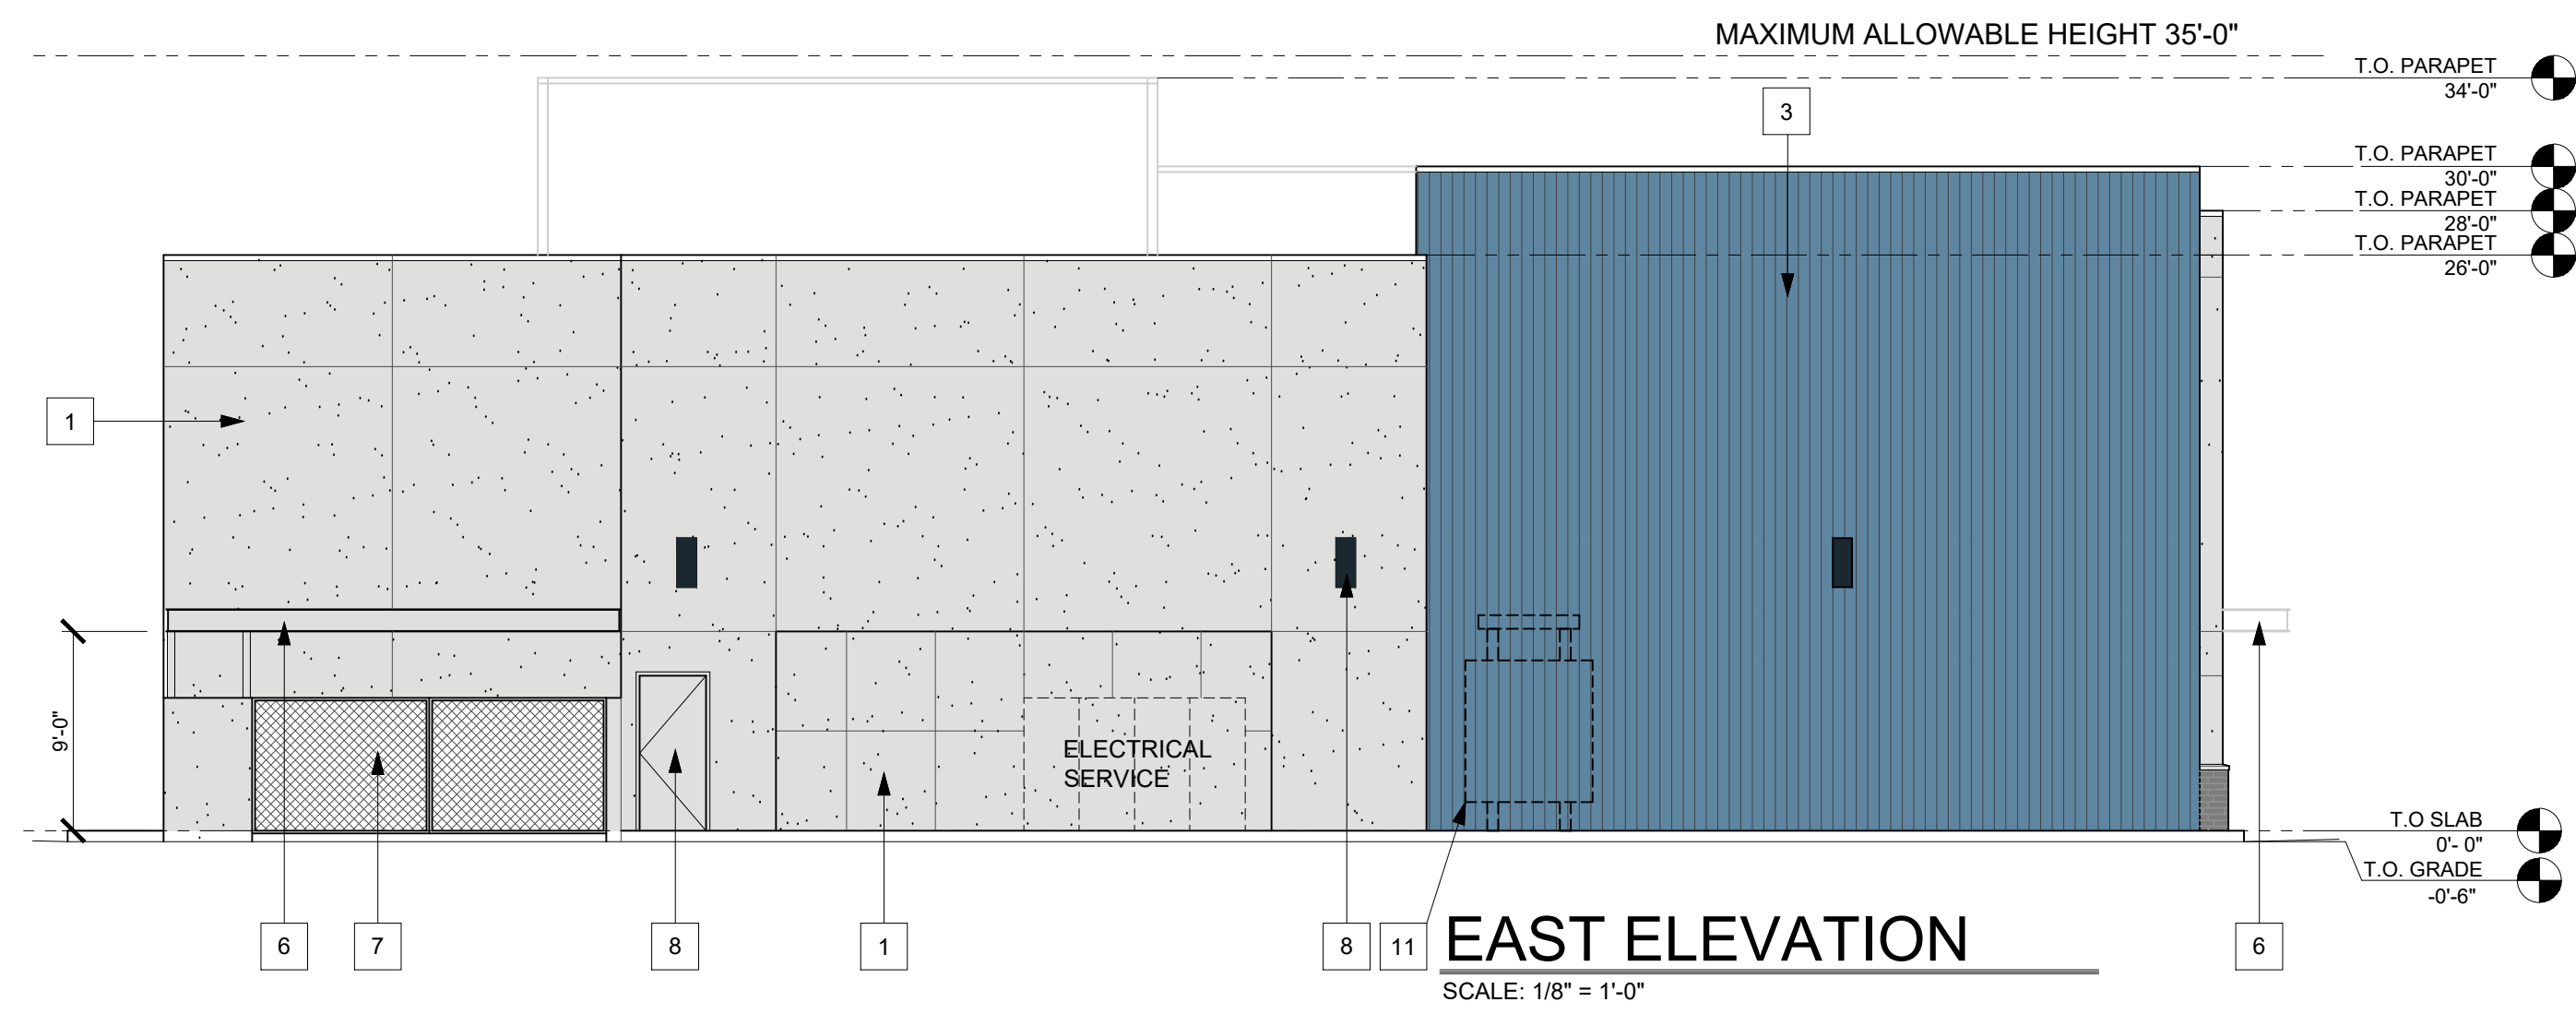 MAXIMUM ALLOWABLE HEIGHT 35'-0"
T.O. PARAPET
34'-0"
3
T.O. PARAPET
30'-0"
T.O. PARAPET
28'-0"
T.O. PARAPET
26'-0"
1
9'-0"
ELECTRICAL
SERVICE
T.O SLAB
0'- 0"
T.O. GRADE
-0'-6"
6
7
8
1
8
11
6
EAST ELEVATION
SCALE: 1/8" = 1'-0"